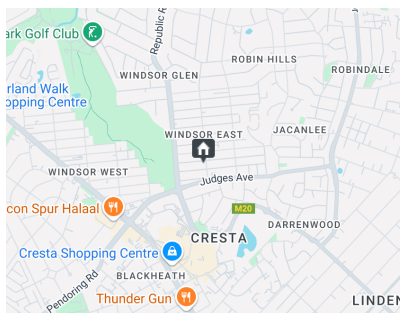 ark Golf Club
Republic R
ROBIN HILLS
WINDSOR GLEN
ROBINDALE
rland Walk
opping Centre
JACANLEE
WINDSOR EAST
WINDSOR WEST
Judges Ave
con Spur Halaal
M20
DARRENWOOD
CRESTA
Cresta Shopping Centre
BLACKHEATH
Pendoring Rd
Thunder Gun
LINDEN